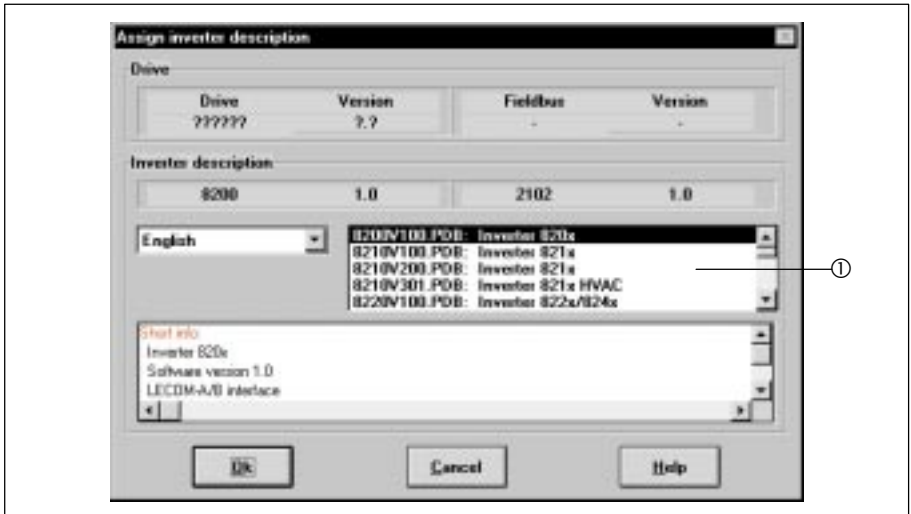 Assign inverter description
Drive
Drive Version Fieldbus Version
?????? ?.? - -
Inverter description
8200 1.0 2102 1.0
English
8200V100.PDB: Inverter 820x
8210V100.PDB: Inverter 821x
8210V200.PDB: Inverter 821x
8210V301.PDB: Inverter 821x HVAC
8220V100.PDB: Inverter 822x/824x
①
Short info
Inverter 820x
Software version 1.0
LECOM-A/B interface
Ok Cancel Help